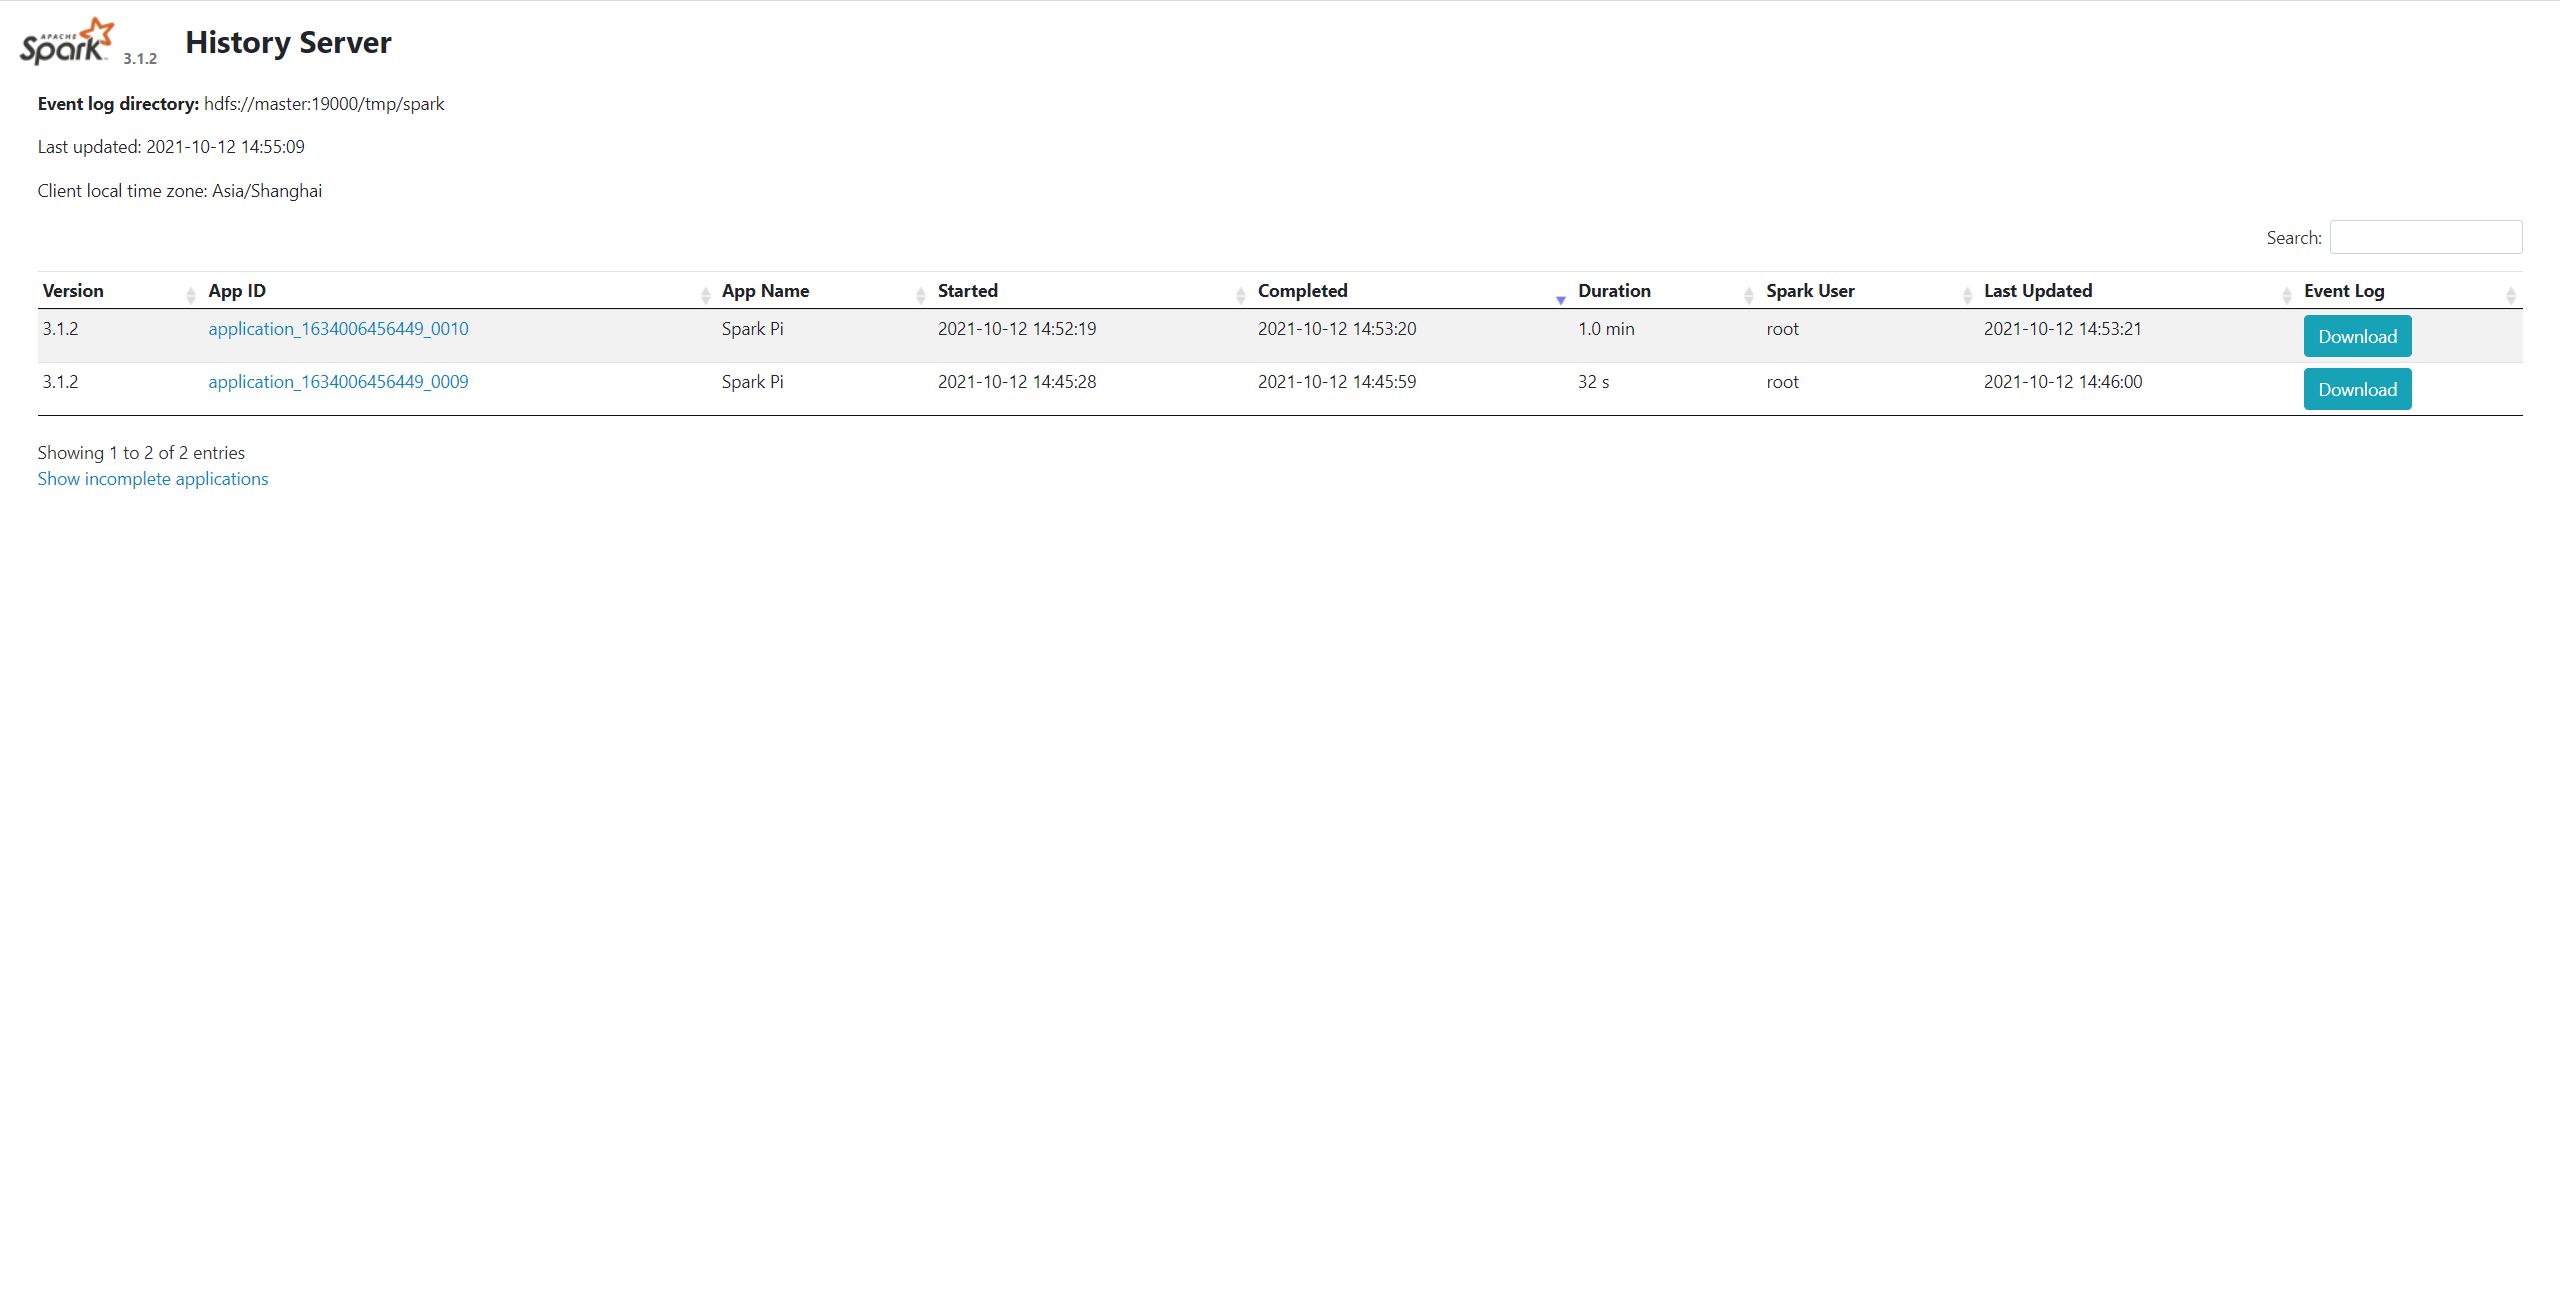 APACHE
Spark 3.1.2 History Server
Event log directory: hdfs://master:19000/tmp/spark
Last updated: 2021-10-12 14:55:09
Client local time zone: Asia/Shanghai
Search:
Version App ID App Name Started Completed Duration Spark User Last Updated Event Log
3.1.2 application_1634006456449_0010 Spark Pi 2021-10-12 14:52:19 2021-10-12 14:53:20 1.0 min root 2021-10-12 14:53:21 Download
3.1.2 application_1634006456449_0009 Spark Pi 2021-10-12 14:45:28 2021-10-12 14:45:59 32 s root 2021-10-12 14:46:00 Download
Showing 1 to 2 of 2 entries
Show incomplete applications